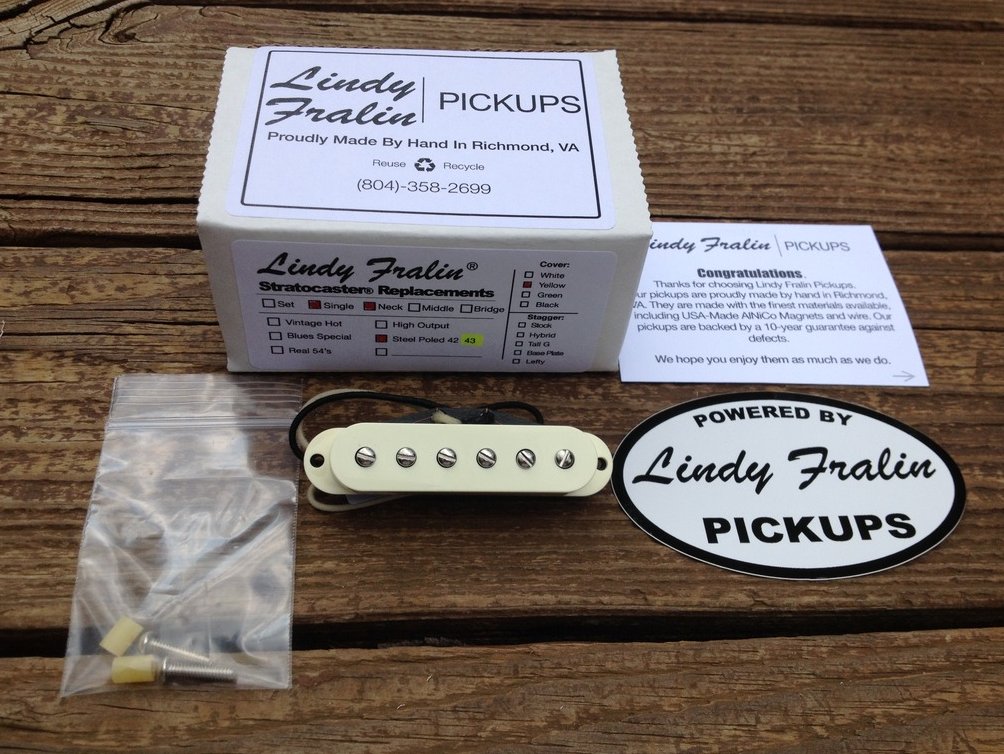 Lindy
Fralin
PICKUPS
Proudly Made By Hand In Richmond, VA
Reuse Recycle
(804)-358-2699
Lindy Fralin®
Stratocaster® Replacements
Set Single Neck Middle Bridge
Vintage Hot High Output
Blues Special Steel Poled 42 43
Real 54's
Cover:
White
Yellow
Green
Black
Stagger:
Stock
Hybrid
Tall G
Base Plate
Lefty
Fralin PICKUPS
Congratulations.
Thanks for choosing Lindy Fralin Pickups.
pickups are proudly made by hand in Richmond,
They are made with the finest materials available,
including USA-Made AlNiCo Magnets and wire. Our
pickups are backed by a 10-year guarantee against
defects.
We hope you enjoy them as much as we do.
POWERED BY
Lindy Fralin
PICKUPS